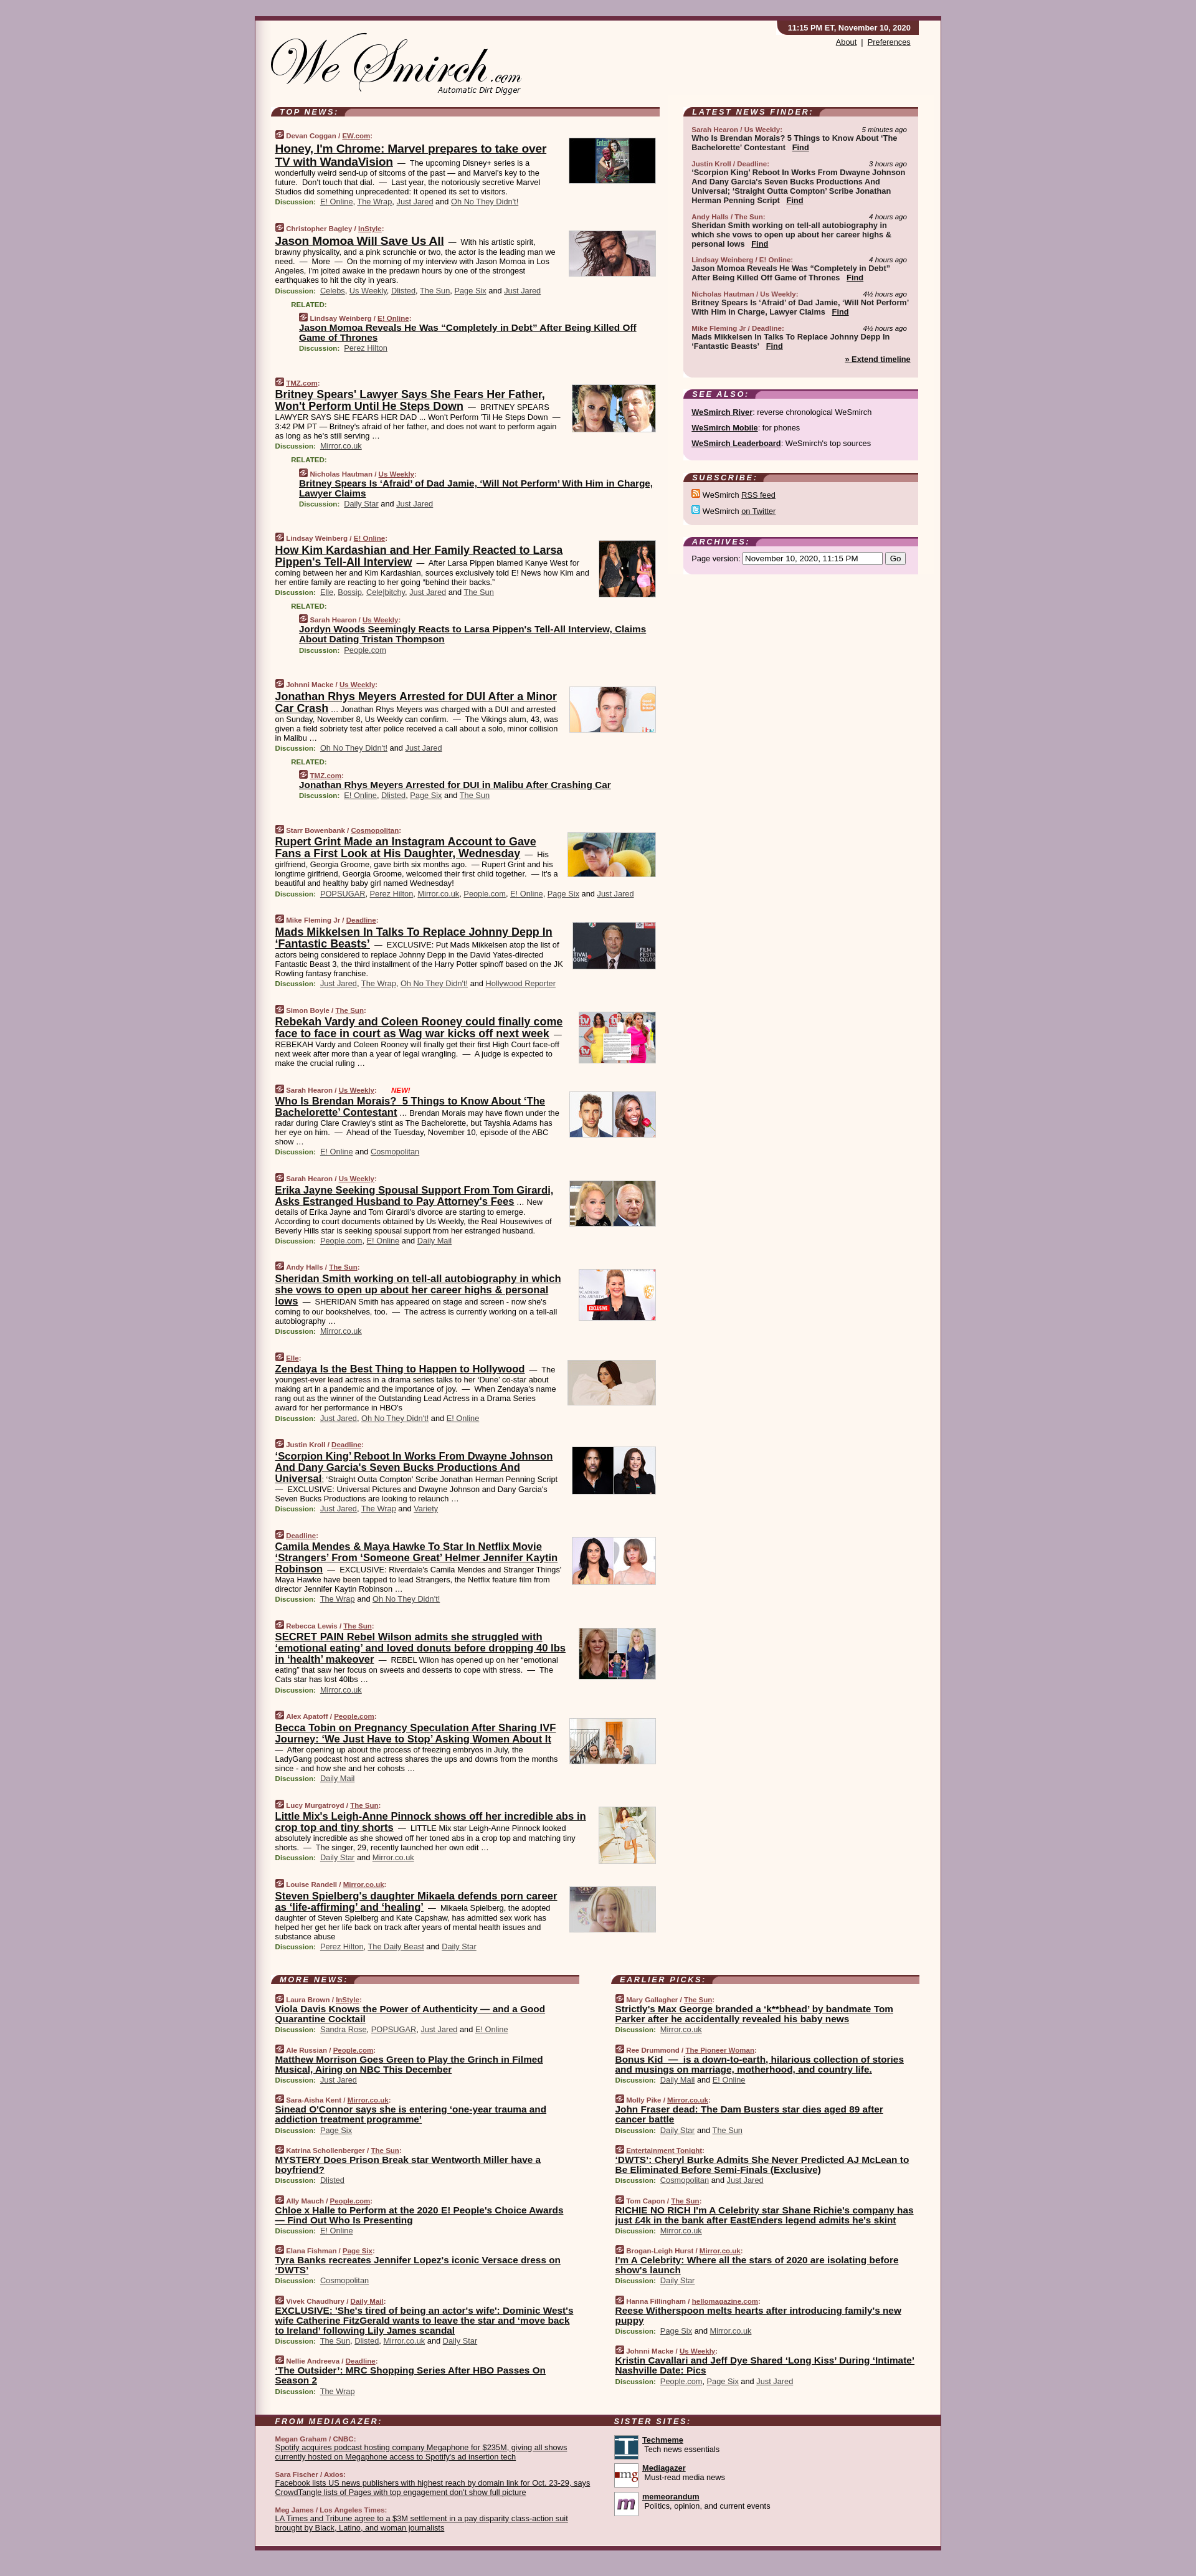 11:15 PM ET, November 10, 2020
About | Preferences
We Smirch.com
Automatic Dirt Digger
TOP NEWS:
Devan Coggan / EW.com:
Honey, I'm Chrome: Marvel prepares to take over
TV with WandaVision — The upcoming Disney+ series is a
wonderfully weird send-up of sitcoms of the past — and Marvel's key to the
future. Don't touch that dial. — Last year, the notoriously secretive Marvel
Studios did something unprecedented: It opened its set to visitors.
Discussion: E! Online, The Wrap, Just Jared and Oh No They Didn't!
Christopher Bagley / InStyle:
Jason Momoa Will Save Us All — With his artistic spirit,
brawny physicality, and a pink scrunchie or two, the actor is the leading man we
need. — More — On the morning of my interview with Jason Momoa in Los
Angeles, I'm jolted awake in the predawn hours by one of the strongest
earthquakes to hit the city in years.
Discussion: Celebs, Us Weekly, Dlisted, The Sun, Page Six and Just Jared
RELATED:
Lindsay Weinberg / E! Online:
Jason Momoa Reveals He Was “Completely in Debt” After Being Killed Off
Game of Thrones
Discussion: Perez Hilton
TMZ.com:
Britney Spears' Lawyer Says She Fears Her Father,
Won't Perform Until He Steps Down — BRITNEY SPEARS
LAWYER SAYS SHE FEARS HER DAD ... Won't Perform 'Til He Steps Down —
3:42 PM PT — Britney's afraid of her father, and does not want to perform again
as long as he's still serving …
Discussion: Mirror.co.uk
RELATED:
Nicholas Hautman / Us Weekly:
Britney Spears Is ‘Afraid’ of Dad Jamie, ‘Will Not Perform’ With Him in Charge,
Lawyer Claims
Discussion: Daily Star and Just Jared
Lindsay Weinberg / E! Online:
How Kim Kardashian and Her Family Reacted to Larsa
Pippen's Tell-All Interview — After Larsa Pippen blamed Kanye West for
coming between her and Kim Kardashian, sources exclusively told E! News how Kim and
her entire family are reacting to her going “behind their backs.”
Discussion: Elle, Bossip, Cele|bitchy, Just Jared and The Sun
RELATED:
Sarah Hearon / Us Weekly:
Jordyn Woods Seemingly Reacts to Larsa Pippen's Tell-All Interview, Claims
About Dating Tristan Thompson
Discussion: People.com
Johnni Macke / Us Weekly:
Jonathan Rhys Meyers Arrested for DUI After a Minor
Car Crash … Jonathan Rhys Meyers was charged with a DUI and arrested
on Sunday, November 8, Us Weekly can confirm. — The Vikings alum, 43, was
given a field sobriety test after police received a call about a solo, minor collision
in Malibu …
Discussion: Oh No They Didn't! and Just Jared
RELATED:
TMZ.com:
Jonathan Rhys Meyers Arrested for DUI in Malibu After Crashing Car
Discussion: E! Online, Dlisted, Page Six and The Sun
Starr Bowenbank / Cosmopolitan:
Rupert Grint Made an Instagram Account to Gave
Fans a First Look at His Daughter, Wednesday — His
girlfriend, Georgia Groome, gave birth six months ago. — Rupert Grint and his
longtime girlfriend, Georgia Groome, welcomed their first child together. — It's a
beautiful and healthy baby girl named Wednesday!
Discussion: POPSUGAR, Perez Hilton, Mirror.co.uk, People.com, E! Online, Page Six and Just Jared
Mike Fleming Jr / Deadline:
Mads Mikkelsen In Talks To Replace Johnny Depp In
‘Fantastic Beasts’ — EXCLUSIVE: Put Mads Mikkelsen atop the list of
actors being considered to replace Johnny Depp in the David Yates-directed
Fantastic Beast 3, the third installment of the Harry Potter spinoff based on the JK
Rowling fantasy franchise.
Discussion: Just Jared, The Wrap, Oh No They Didn't! and Hollywood Reporter
Simon Boyle / The Sun:
Rebekah Vardy and Coleen Rooney could finally come
face to face in court as Wag war kicks off next week —
REBEKAH Vardy and Coleen Rooney will finally get their first High Court face-off
next week after more than a year of legal wrangling. — A judge is expected to
make the crucial ruling …
Sarah Hearon / Us Weekly: NEW!
Who Is Brendan Morais? 5 Things to Know About ‘The
Bachelorette’ Contestant … Brendan Morais may have flown under the
radar during Clare Crawley's stint as The Bachelorette, but Tayshia Adams has
her eye on him. — Ahead of the Tuesday, November 10, episode of the ABC
show …
Discussion: E! Online and Cosmopolitan
Sarah Hearon / Us Weekly:
Erika Jayne Seeking Spousal Support From Tom Girardi,
Asks Estranged Husband to Pay Attorney's Fees … New
details of Erika Jayne and Tom Girardi's divorce are starting to emerge.
According to court documents obtained by Us Weekly, the Real Housewives of
Beverly Hills star is seeking spousal support from her estranged husband.
Discussion: People.com, E! Online and Daily Mail
Andy Halls / The Sun:
Sheridan Smith working on tell-all autobiography in which
she vows to open up about her career highs & personal
lows — SHERIDAN Smith has appeared on stage and screen - now she's
coming to our bookshelves, too. — The actress is currently working on a tell-all
autobiography …
Discussion: Mirror.co.uk
Elle:
Zendaya Is the Best Thing to Happen to Hollywood — The
youngest-ever lead actress in a drama series talks to her ‘Dune’ co-star about
making art in a pandemic and the importance of joy. — When Zendaya's name
rang out as the winner of the Outstanding Lead Actress in a Drama Series
award for her performance in HBO's
Discussion: Just Jared, Oh No They Didn't! and E! Online
Justin Kroll / Deadline:
‘Scorpion King’ Reboot In Works From Dwayne Johnson
And Dany Garcia's Seven Bucks Productions And
Universal; ‘Straight Outta Compton’ Scribe Jonathan Herman Penning Script
— EXCLUSIVE: Universal Pictures and Dwayne Johnson and Dany Garcia's
Seven Bucks Productions are looking to relaunch …
Discussion: Just Jared, The Wrap and Variety
Deadline:
Camila Mendes & Maya Hawke To Star In Netflix Movie
‘Strangers’ From ‘Someone Great’ Helmer Jennifer Kaytin
Robinson — EXCLUSIVE: Riverdale's Camila Mendes and Stranger Things'
Maya Hawke have been tapped to lead Strangers, the Netflix feature film from
director Jennifer Kaytin Robinson …
Discussion: The Wrap and Oh No They Didn't!
Rebecca Lewis / The Sun:
SECRET PAIN Rebel Wilson admits she struggled with
‘emotional eating’ and loved donuts before dropping 40 lbs
in ‘health’ makeover — REBEL Wilon has opened up on her “emotional
eating” that saw her focus on sweets and desserts to cope with stress. — The
Cats star has lost 40lbs …
Discussion: Mirror.co.uk
Alex Apatoff / People.com:
Becca Tobin on Pregnancy Speculation After Sharing IVF
Journey: ‘We Just Have to Stop’ Asking Women About It
— After opening up about the process of freezing embryos in July, the
LadyGang podcast host and actress shares the ups and downs from the months
since - and how she and her cohosts …
Discussion: Daily Mail
Lucy Murgatroyd / The Sun:
Little Mix's Leigh-Anne Pinnock shows off her incredible abs in
crop top and tiny shorts — LITTLE Mix star Leigh-Anne Pinnock looked
absolutely incredible as she showed off her toned abs in a crop top and matching tiny
shorts. — The singer, 29, recently launched her own edit …
Discussion: Daily Star and Mirror.co.uk
Louise Randell / Mirror.co.uk:
Steven Spielberg's daughter Mikaela defends porn career
as ‘life-affirming’ and ‘healing’ — Mikaela Spielberg, the adopted
daughter of Steven Spielberg and Kate Capshaw, has admitted sex work has
helped her get her life back on track after years of mental health issues and
substance abuse
Discussion: Perez Hilton, The Daily Beast and Daily Star
LATEST NEWS FINDER:
Sarah Hearon / Us Weekly: 5 minutes ago
Who Is Brendan Morais? 5 Things to Know About ‘The
Bachelorette’ Contestant Find
Justin Kroll / Deadline: 3 hours ago
‘Scorpion King’ Reboot In Works From Dwayne Johnson
And Dany Garcia's Seven Bucks Productions And
Universal; ‘Straight Outta Compton’ Scribe Jonathan
Herman Penning Script Find
Andy Halls / The Sun: 4 hours ago
Sheridan Smith working on tell-all autobiography in
which she vows to open up about her career highs &
personal lows Find
Lindsay Weinberg / E! Online: 4 hours ago
Jason Momoa Reveals He Was “Completely in Debt”
After Being Killed Off Game of Thrones Find
Nicholas Hautman / Us Weekly: 4½ hours ago
Britney Spears Is ‘Afraid’ of Dad Jamie, ‘Will Not Perform’
With Him in Charge, Lawyer Claims Find
Mike Fleming Jr / Deadline: 4½ hours ago
Mads Mikkelsen In Talks To Replace Johnny Depp In
‘Fantastic Beasts’ Find
» Extend timeline
SEE ALSO:
WeSmirch River: reverse chronological WeSmirch
WeSmirch Mobile: for phones
WeSmirch Leaderboard: WeSmirch's top sources
SUBSCRIBE:
WeSmirch RSS feed
WeSmirch on Twitter
ARCHIVES:
Page version: November 10, 2020, 11:15 PM Go
MORE NEWS:
Laura Brown / InStyle:
Viola Davis Knows the Power of Authenticity — and a Good
Quarantine Cocktail
Discussion: Sandra Rose, POPSUGAR, Just Jared and E! Online
Ale Russian / People.com:
Matthew Morrison Goes Green to Play the Grinch in Filmed
Musical, Airing on NBC This December
Discussion: Just Jared
Sara-Aisha Kent / Mirror.co.uk:
Sinead O'Connor says she is entering ‘one-year trauma and
addiction treatment programme’
Discussion: Page Six
Katrina Schollenberger / The Sun:
MYSTERY Does Prison Break star Wentworth Miller have a
boyfriend?
Discussion: Dlisted
Ally Mauch / People.com:
Chloe x Halle to Perform at the 2020 E! People's Choice Awards
— Find Out Who Is Presenting
Discussion: E! Online
Elana Fishman / Page Six:
Tyra Banks recreates Jennifer Lopez's iconic Versace dress on
‘DWTS’
Discussion: Cosmopolitan
Vivek Chaudhury / Daily Mail:
EXCLUSIVE: 'She's tired of being an actor's wife': Dominic West's
wife Catherine FitzGerald wants to leave the star and ‘move back
to Ireland’ following Lily James scandal
Discussion: The Sun, Dlisted, Mirror.co.uk and Daily Star
Nellie Andreeva / Deadline:
‘The Outsider’: MRC Shopping Series After HBO Passes On
Season 2
Discussion: The Wrap
EARLIER PICKS:
Mary Gallagher / The Sun:
Strictly's Max George branded a ‘k**bhead’ by bandmate Tom
Parker after he accidentally revealed his baby news
Discussion: Mirror.co.uk
Ree Drummond / The Pioneer Woman:
Bonus Kid — is a down-to-earth, hilarious collection of stories
and musings on marriage, motherhood, and country life.
Discussion: Daily Mail and E! Online
Molly Pike / Mirror.co.uk:
John Fraser dead: The Dam Busters star dies aged 89 after
cancer battle
Discussion: Daily Star and The Sun
Entertainment Tonight:
‘DWTS’: Cheryl Burke Admits She Never Predicted AJ McLean to
Be Eliminated Before Semi-Finals (Exclusive)
Discussion: Cosmopolitan and Just Jared
Tom Capon / The Sun:
RICHIE NO RICH I'm A Celebrity star Shane Richie's company has
just £4k in the bank after EastEnders legend admits he's skint
Discussion: Mirror.co.uk
Brogan-Leigh Hurst / Mirror.co.uk:
I'm A Celebrity: Where all the stars of 2020 are isolating before
show's launch
Discussion: Daily Star
Hanna Fillingham / hellomagazine.com:
Reese Witherspoon melts hearts after introducing family's new
puppy
Discussion: Page Six and Mirror.co.uk
Johnni Macke / Us Weekly:
Kristin Cavallari and Jeff Dye Shared ‘Long Kiss’ During ‘Intimate’
Nashville Date: Pics
Discussion: People.com, Page Six and Just Jared
FROM MEDIAGAZER:
Megan Graham / CNBC:
Spotify acquires podcast hosting company Megaphone for $235M, giving all shows
currently hosted on Megaphone access to Spotify's ad insertion tech
Sara Fischer / Axios:
Facebook lists US news publishers with highest reach by domain link for Oct. 23-29, says
CrowdTangle lists of Pages with top engagement don't show full picture
Meg James / Los Angeles Times:
LA Times and Tribune agree to a $3M settlement in a pay disparity class-action suit
brought by Black, Latino, and woman journalists
SISTER SITES:
Techmeme
Tech news essentials
mg
Mediagazer
Must-read media news
m
memeorandum
Politics, opinion, and current events